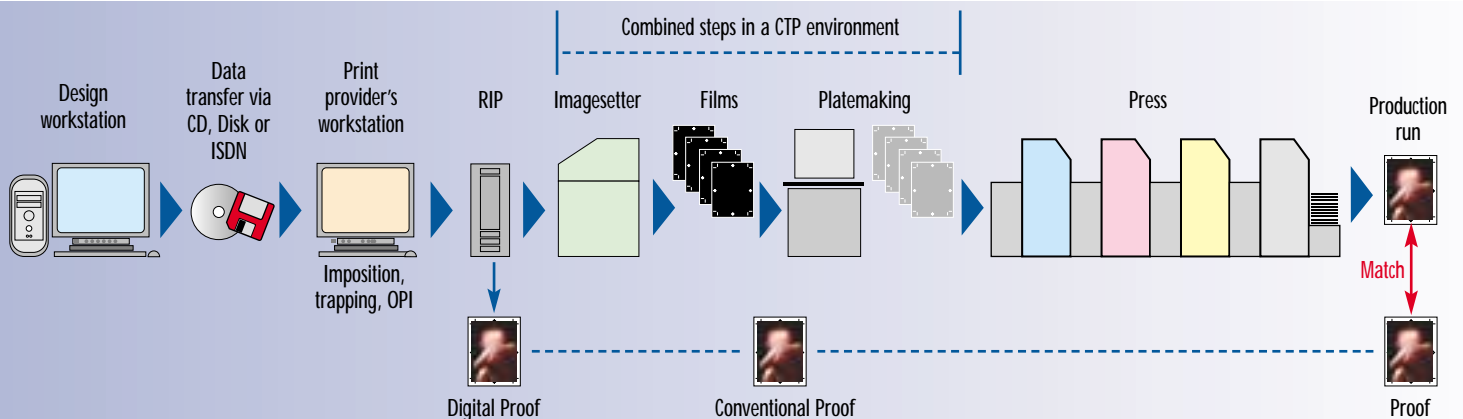 Combined steps in a CTP environment
Design
workstation
Data
transfer via
CD, Disk or
ISDN
Print
provider's
workstation
RIP
Imagesetter
Films
Platemaking
Press
Production
run
Imposition,
trapping, OPI
Match
Digital Proof
Conventional Proof
Proof